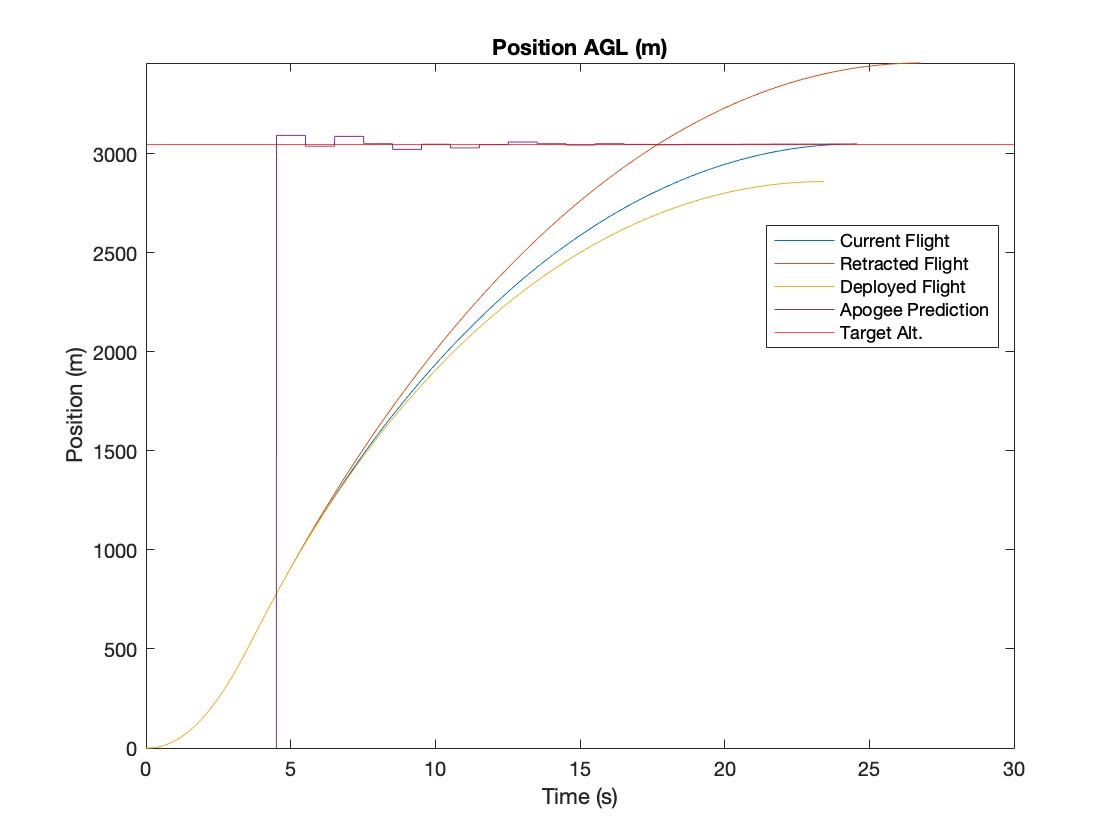 Position AGL (m)
Position (m)
3000
2500
2000
1500
1000
500
0
Current Flight
Retracted Flight
Deployed Flight
Apogee Prediction
Target Alt.
0 5 10 15 20 25 30
Time (s)